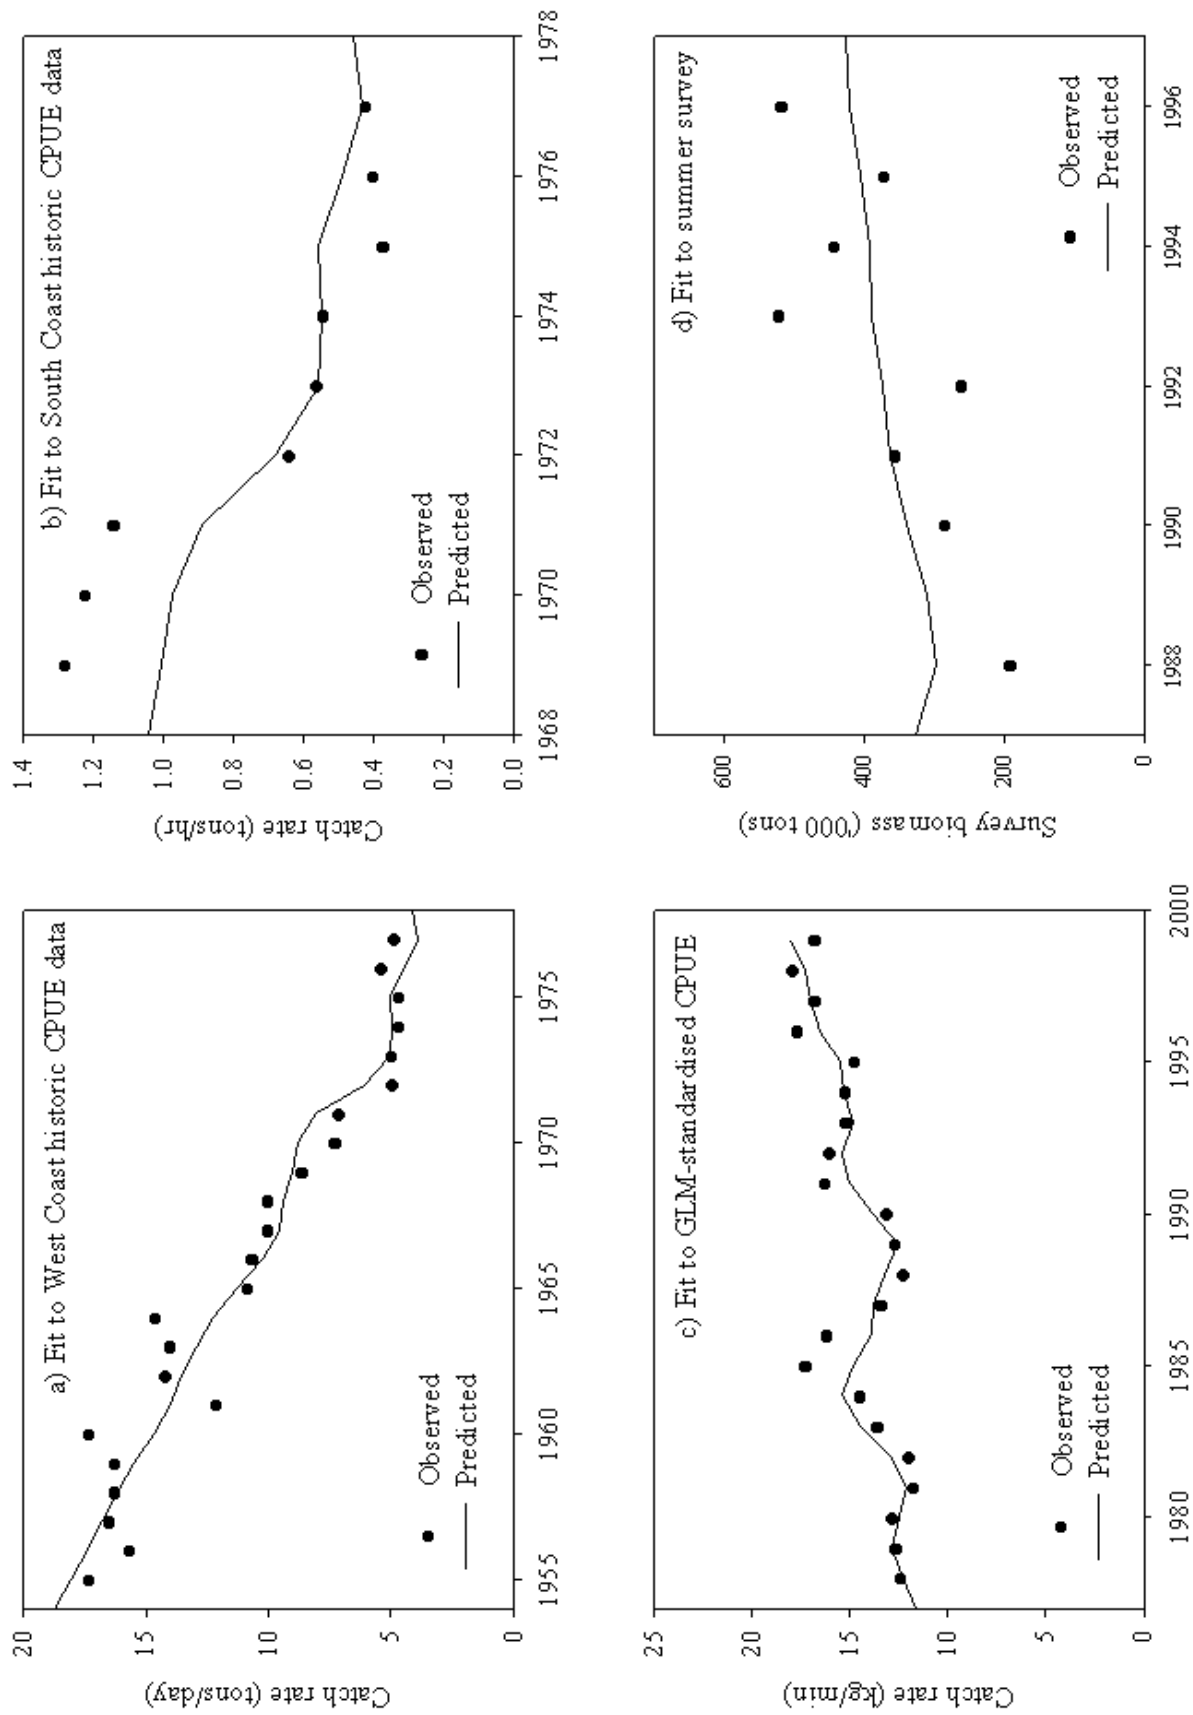 a) Fit to West Coast historic CPUE data
Catch rate (tons/day)
20
15
10
5
0
1955
1960
1965
1970
1975
Observed
Predicted
b) Fit to South Coast historic CPUE data
Catch rate (tons/hr)
1.4
1.2
1.0
0.8
0.6
0.4
0.2
0.0
1968
1970
1972
1974
1976
1978
Observed
Predicted
c) Fit to GLM-standardised CPUE
Catch rate (kg/min)
25
20
15
10
5
0
1980
1985
1990
1995
2000
Observed
Predicted
d) Fit to summer survey
Survey biomass ('000 tons)
600
400
200
0
1988
1990
1992
1994
1996
Observed
Predicted